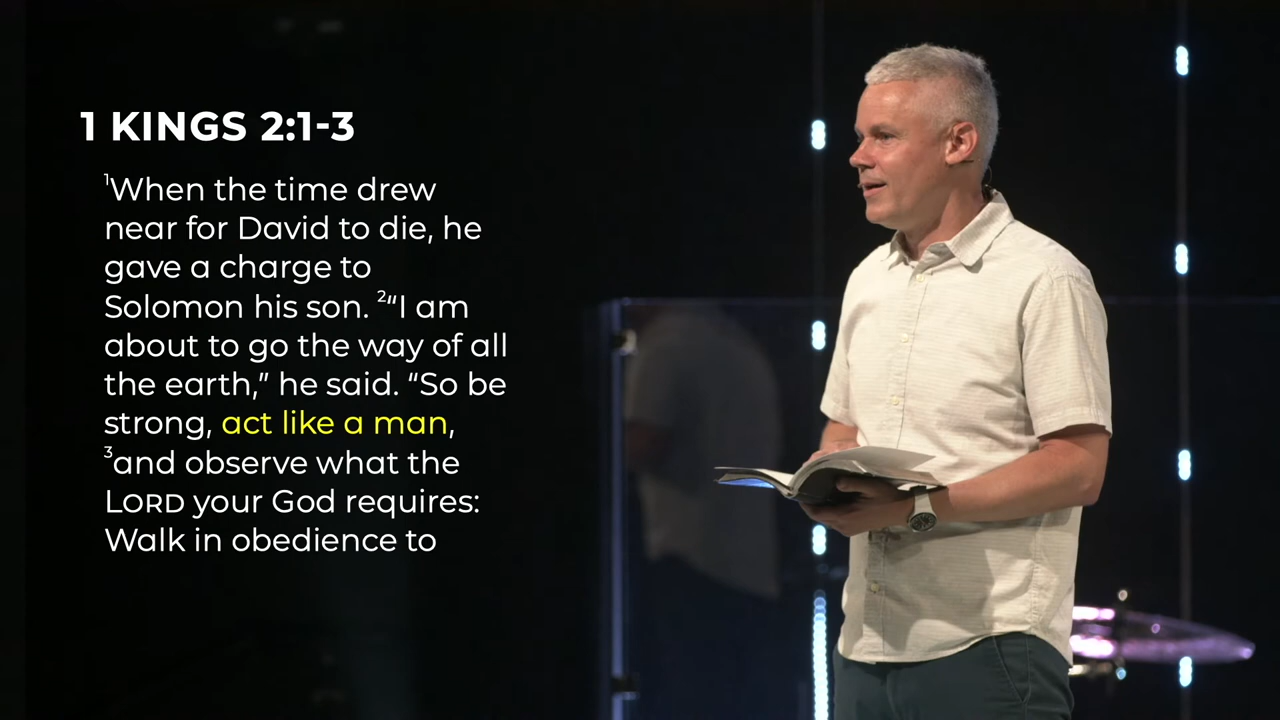 1 KINGS 2:1-3
¹When the time drew
near for David to die, he
gave a charge to
Solomon his son. ²“I am
about to go the way of all
the earth,” he said. “So be
strong, act like a man,
³and observe what the
LORD your God requires:
Walk in obedience to